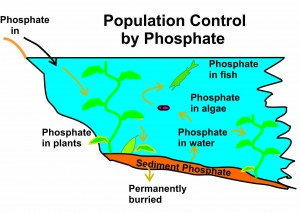 Population Control
by Phosphate
Phosphate
in
Phosphate
in fish
Phosphate
in algae
Phosphate
in plants
Phosphate
in water
Sediment Phosphate
Permanently
burried